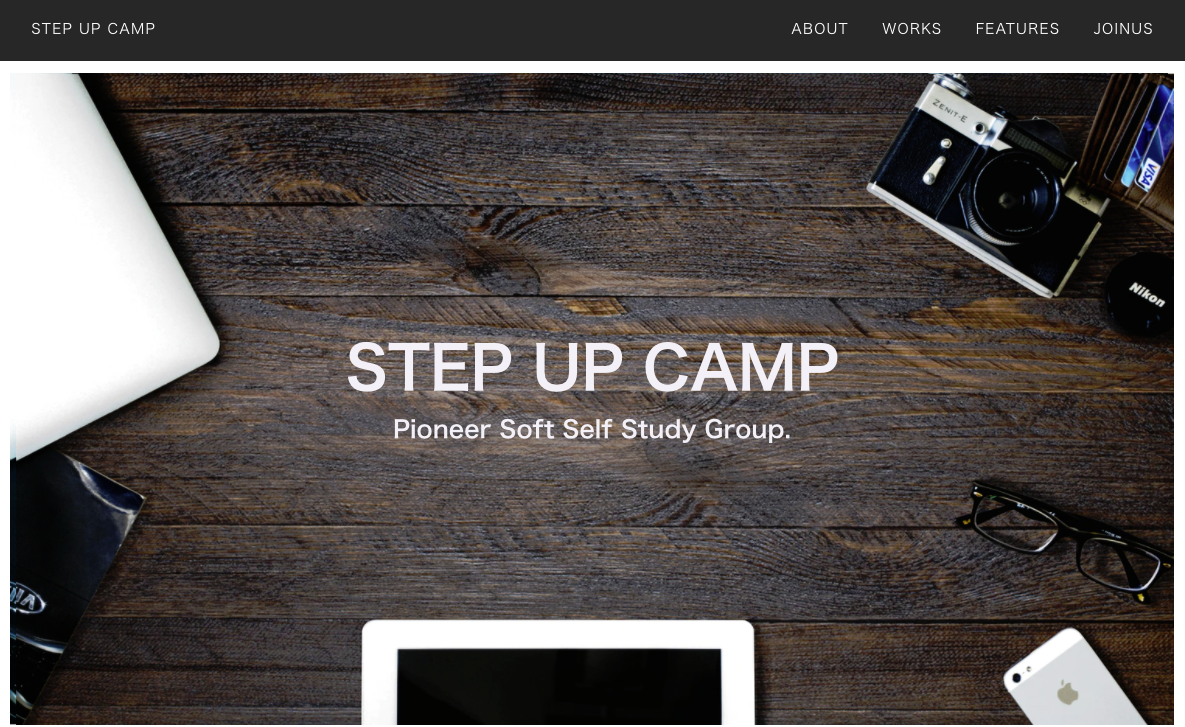 STEP UP CAMP
ABOUT
WORKS
FEATURES
JOINUS
ZENIT-E
VISA
Nikon
STEP UP CAMP
Pioneer Soft Self Study Group.